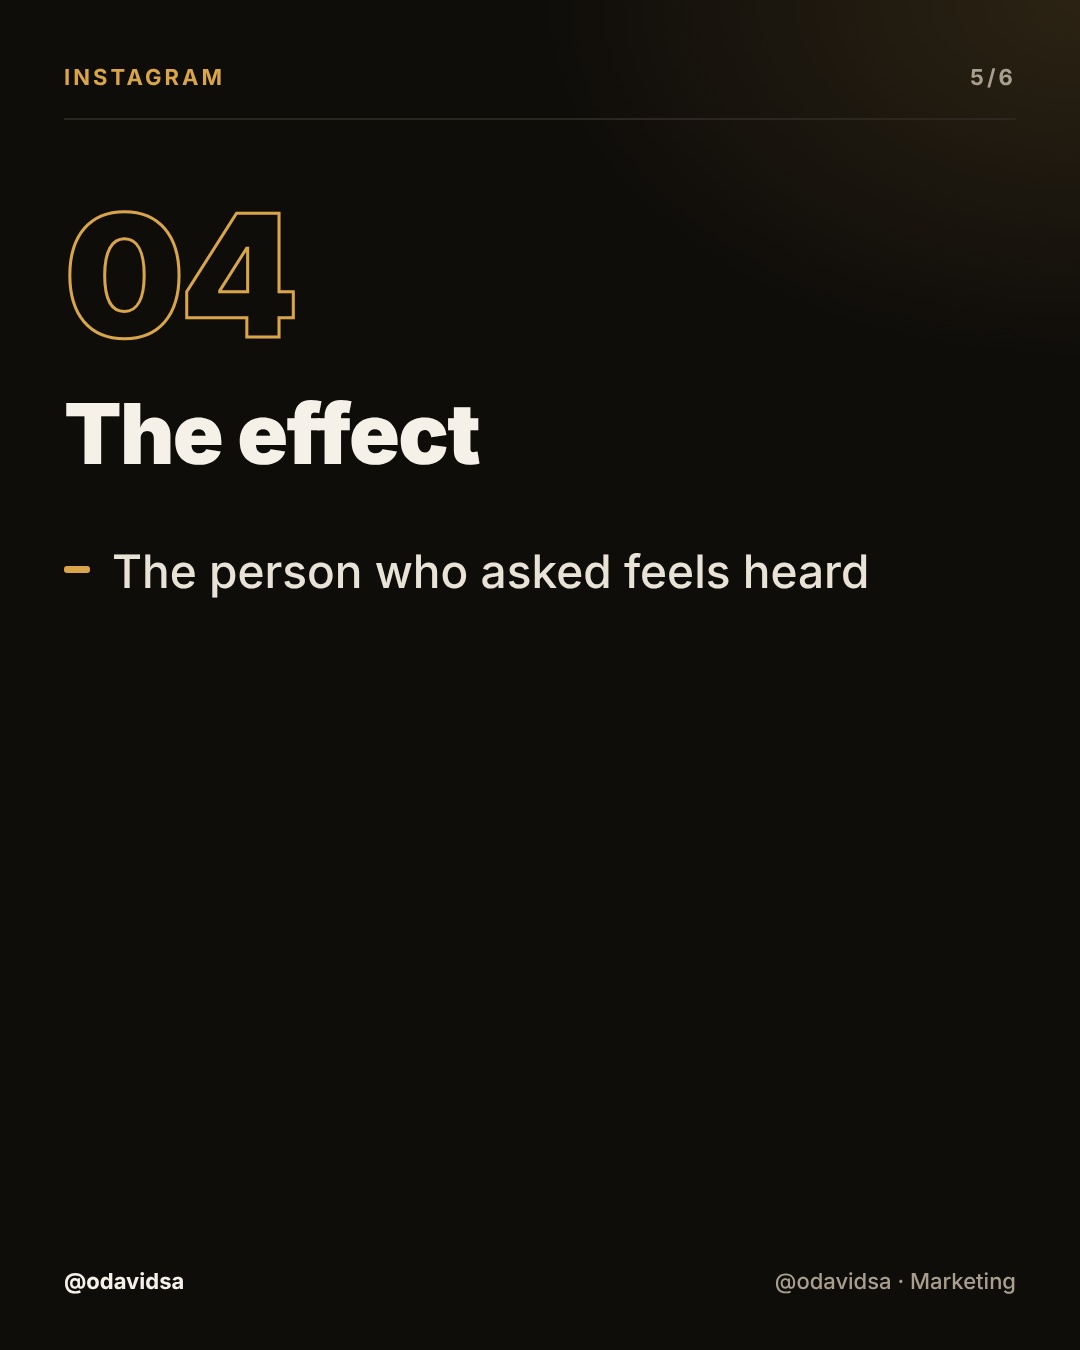 INSTAGRAM
5/6
04
The effect
The person who asked feels heard
@odavidsa
@odavidsa · Marketing